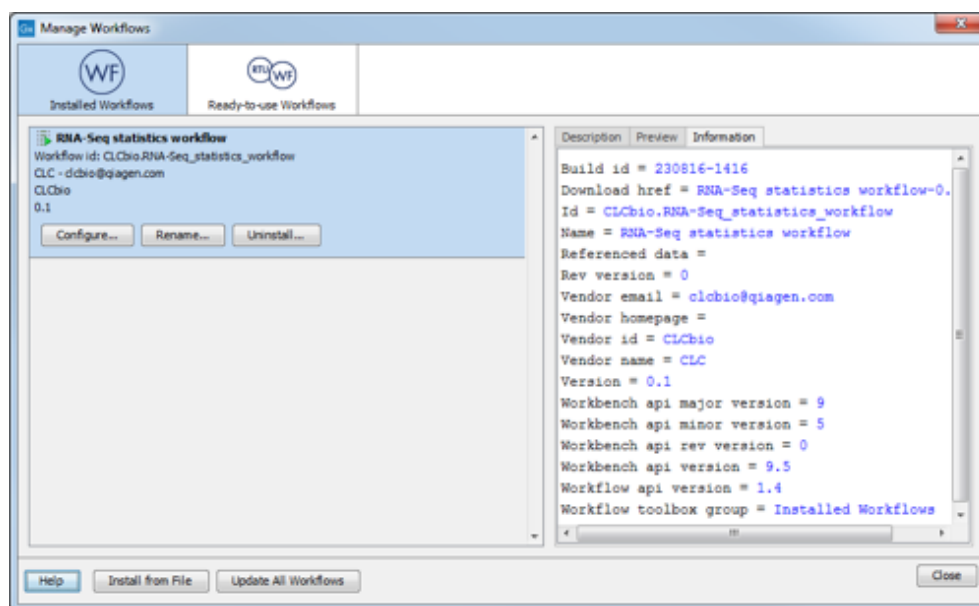 Gx Manage Workflows
WF
Installed Workflows
RTU WF
Ready-to-use Workflows
RNA-Seq statistics workflow
Workflow id: CLCbio.RNA-Seq_statistics_workflow
CLC - clcbio@qiagen.com
CLCbio
0.1
Configure... Rename... Uninstall...
Description Preview Information
Build id = 230816-1416
Download href = RNA-Seq statistics workflow-0.
Id = CLCbio.RNA-Seq_statistics_workflow
Name = RNA-Seq statistics workflow
Referenced data =
Rev version = 0
Vendor email = clcbio@qiagen.com
Vendor homepage =
Vendor id = CLCbio
Vendor name = CLC
Version = 0.1
Workbench api major version = 9
Workbench api minor version = 5
Workbench api rev version = 0
Workbench api version = 9.5
Workflow api version = 1.4
Workflow toolbox group = Installed Workflows
Help Install from File Update All Workflows Close